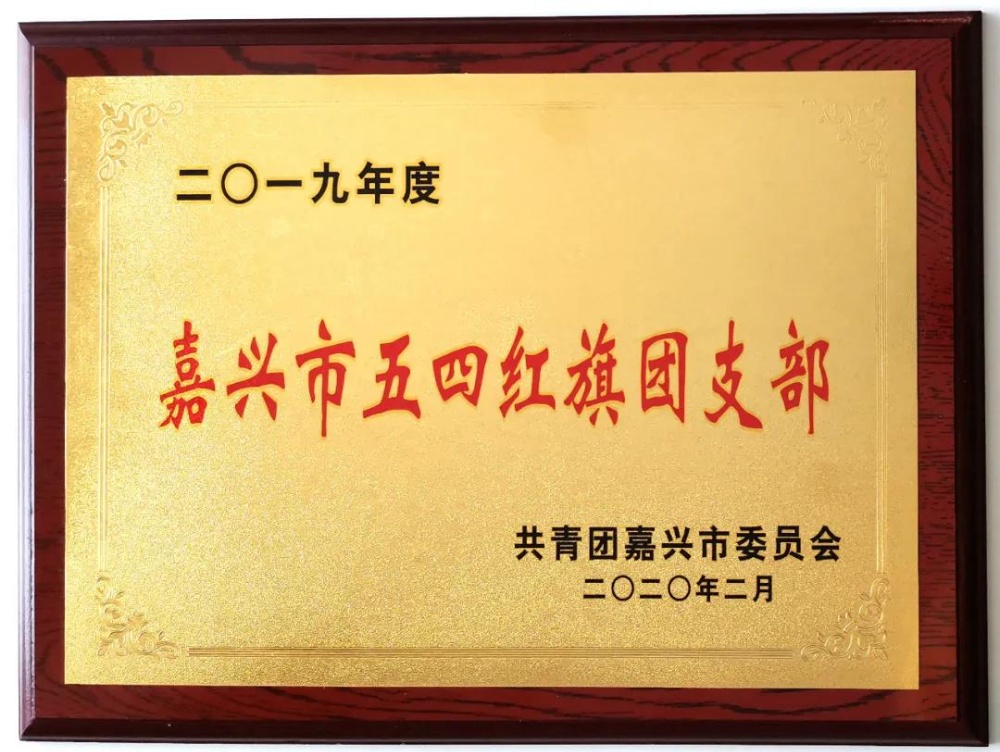 二〇一九年度
嘉兴市五四红旗团支部
共青团嘉兴市委员会
二〇二〇年二月